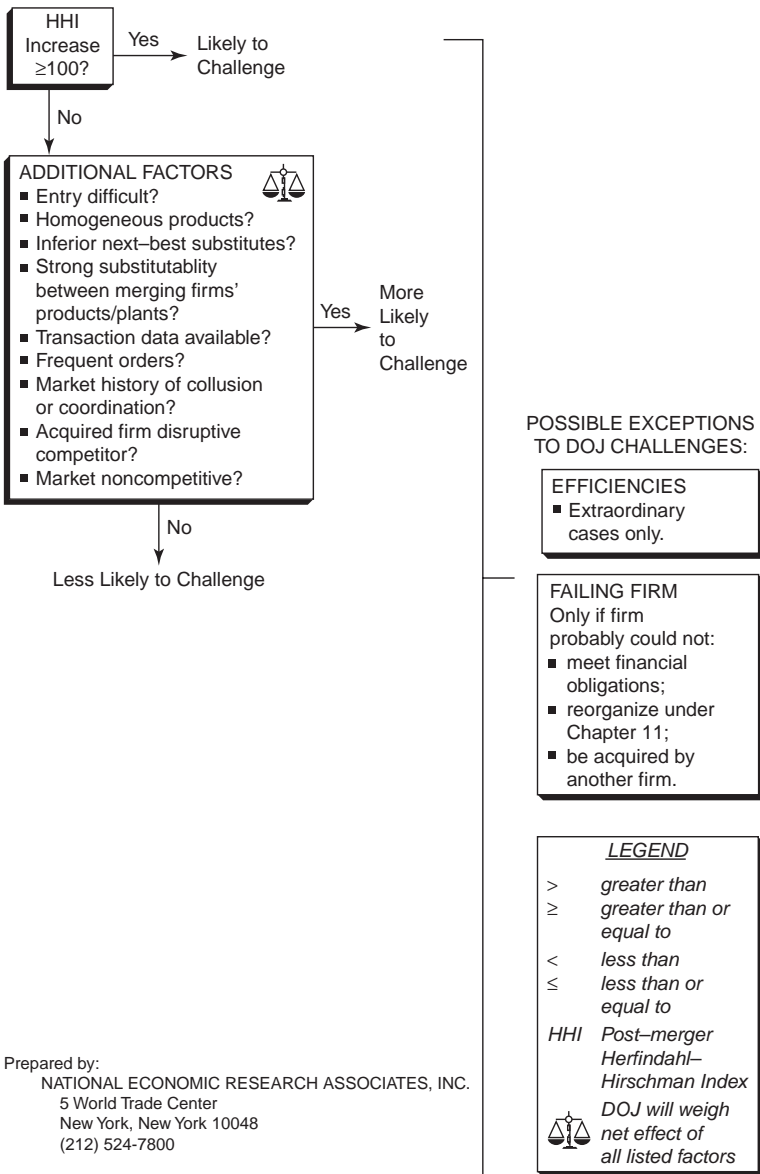 HHI
Increase
≥100?
Yes
Likely to
Challenge
No
ADDITIONAL FACTORS
■ Entry difficult?
■ Homogeneous products?
■ Inferior next–best substitutes?
■ Strong substitutablity
between merging firms'
products/plants?
■ Transaction data available?
■ Frequent orders?
■ Market history of collusion
or coordination?
■ Acquired firm disruptive
competitor?
■ Market noncompetitive?
Yes
More
Likely
to
Challenge
No
Less Likely to Challenge
POSSIBLE EXCEPTIONS
TO DOJ CHALLENGES:
EFFICIENCIES
■ Extraordinary
cases only.
FAILING FIRM
Only if firm
probably could not:
■ meet financial
obligations;
■ reorganize under
Chapter 11;
■ be acquired by
another firm.
LEGEND
> greater than
≥ greater than or
equal to
< less than
≤ less than or
equal to
HHI Post–merger
Herfindahl–
Hirschman Index
DOJ will weigh
net effect of
all listed factors
Prepared by:
NATIONAL ECONOMIC RESEARCH ASSOCIATES, INC.
5 World Trade Center
New York, New York 10048
(212) 524-7800